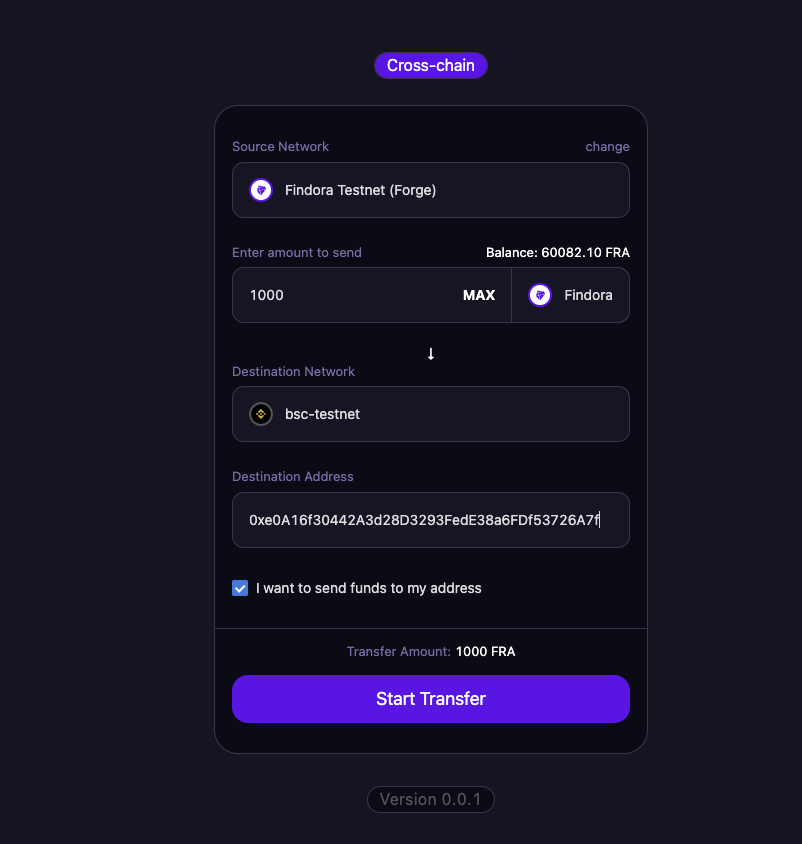 Cross-chain
Source Network change
Findora Testnet (Forge)
Enter amount to send Balance: 60082.10 FRA
1000 MAX Findora
↓
Destination Network
bsc-testnet
Destination Address
0xe0A16f30442A3d28D3293FedE38a6FDf53726A7f
I want to send funds to my address
Transfer Amount: 1000 FRA
Start Transfer
Version 0.0.1